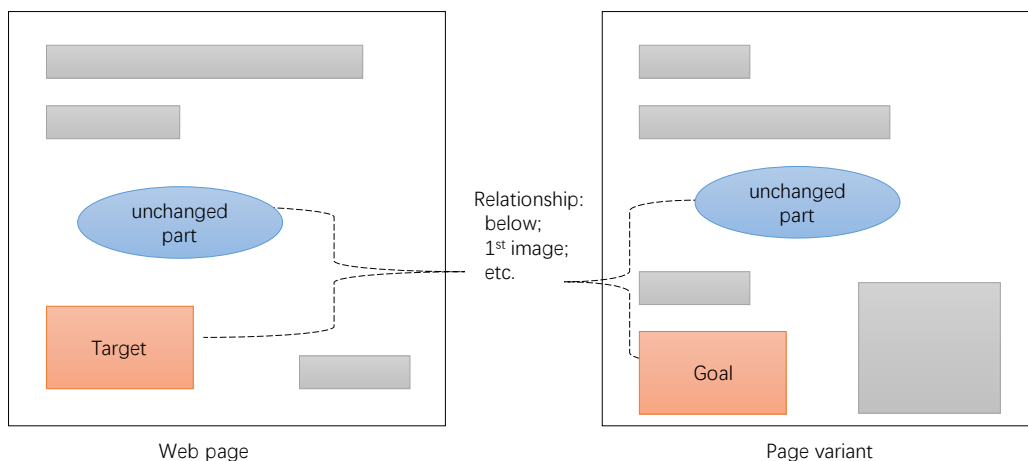 unchanged
part
Target
Web page
Relationship:
below;
1st image;
etc.
unchanged
part
Goal
Page variant